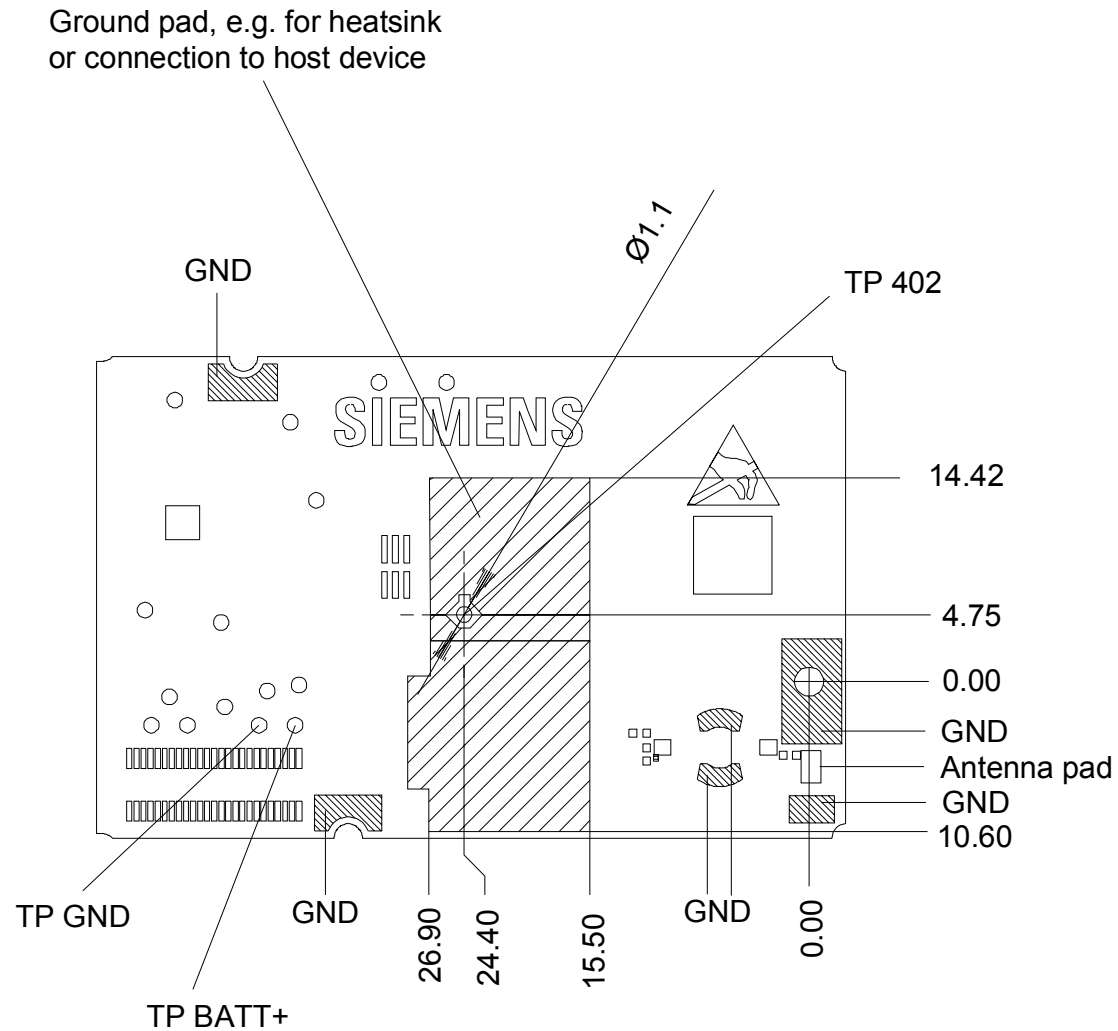 Ground pad, e.g. for heatsink
or connection to host device
Ø1.1
GND
TP 402
SIEMENS
14.42
4.75
0.00
GND
Antenna pad
GND
10.60
TP GND
GND
26.90
24.40
15.50
GND
0.00
TP BATT+